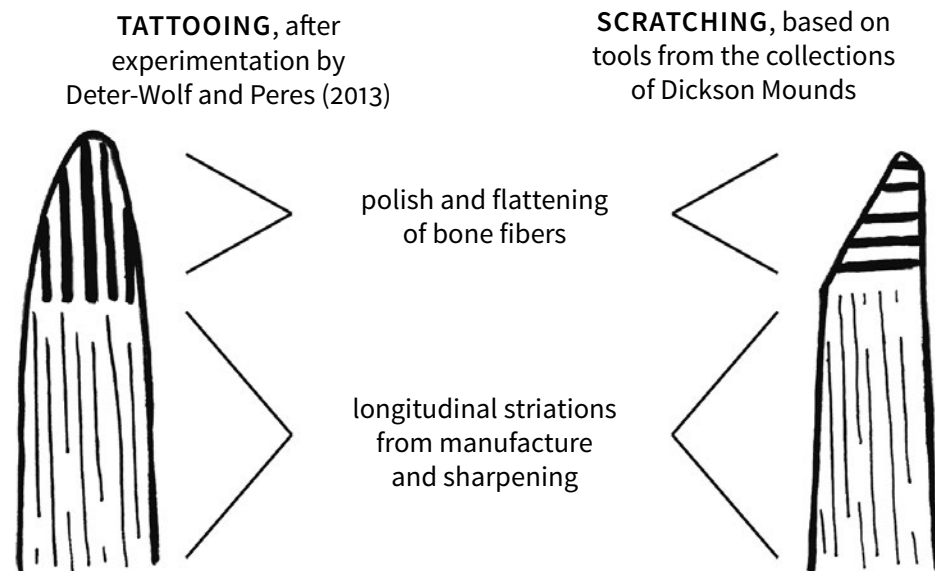 TATTOOING, after
experimentation by
Deter-Wolf and Peres (2013)
SCRATCHING, based on
tools from the collections
of Dickson Mounds
polish and flattening
of bone fibers
longitudinal striations
from manufacture
and sharpening